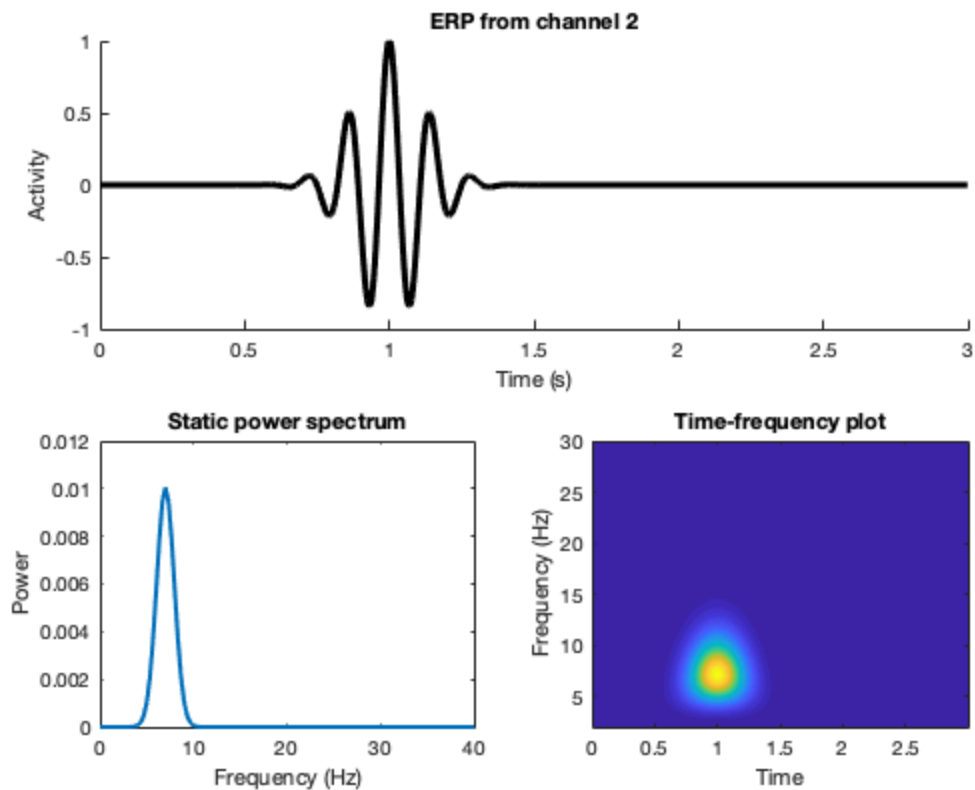 ERP from channel 2
1
0.5
0
-0.5
-1
Activity
0 0.5 1 1.5 2 2.5 3
Time (s)
Static power spectrum
0.012
0.01
0.008
0.006
0.004
0.002
0
Power
0 10 20 30 40
Frequency (Hz)
Time-frequency plot
30
25
20
15
10
5
Frequency (Hz)
0 0.5 1 1.5 2 2.5
Time